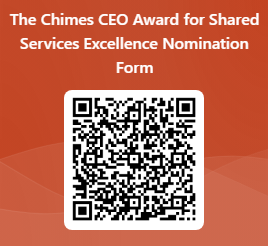 The Chimes CEO Award for Shared
Services Excellence Nomination
Form